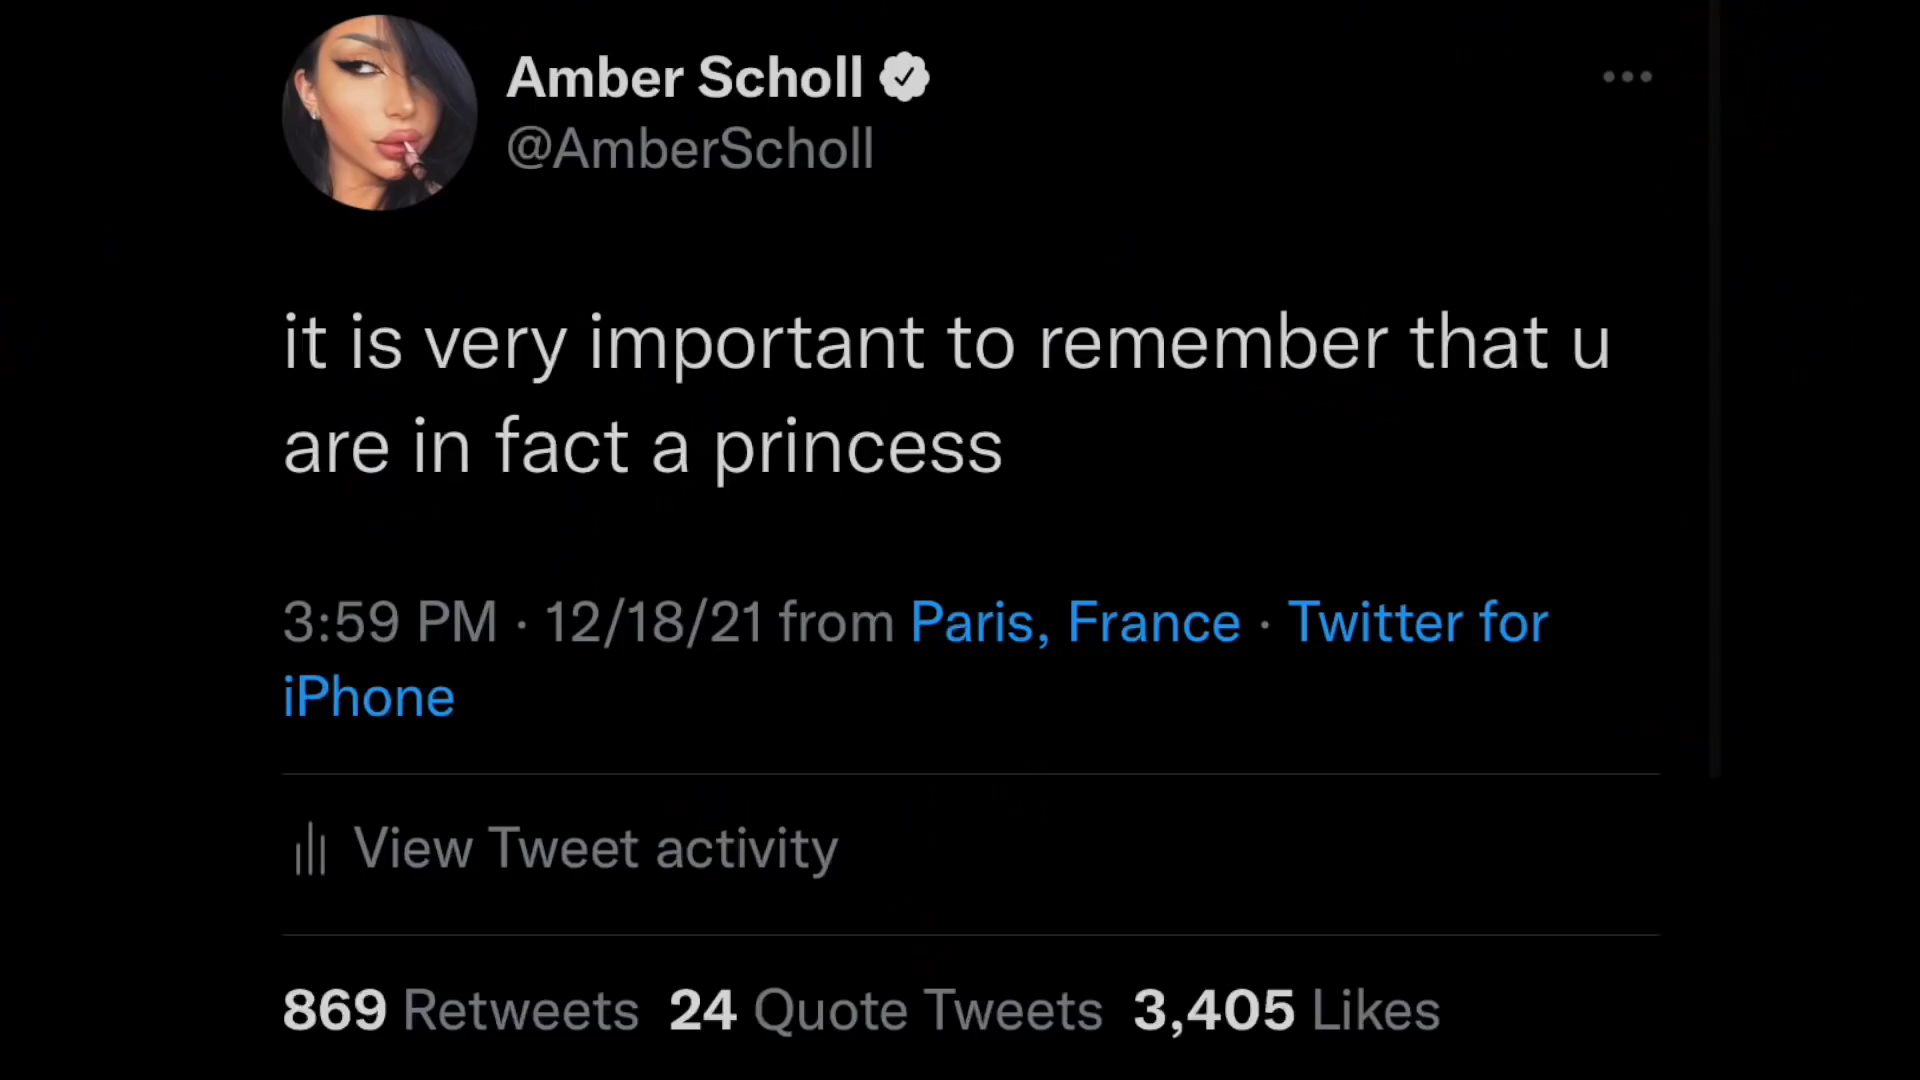 Amber Scholl
@AmberScholl
it is very important to remember that u
are in fact a princess
3:59 PM · 12/18/21 from Paris, France · Twitter for
iPhone
View Tweet activity
869 Retweets 24 Quote Tweets 3,405 Likes